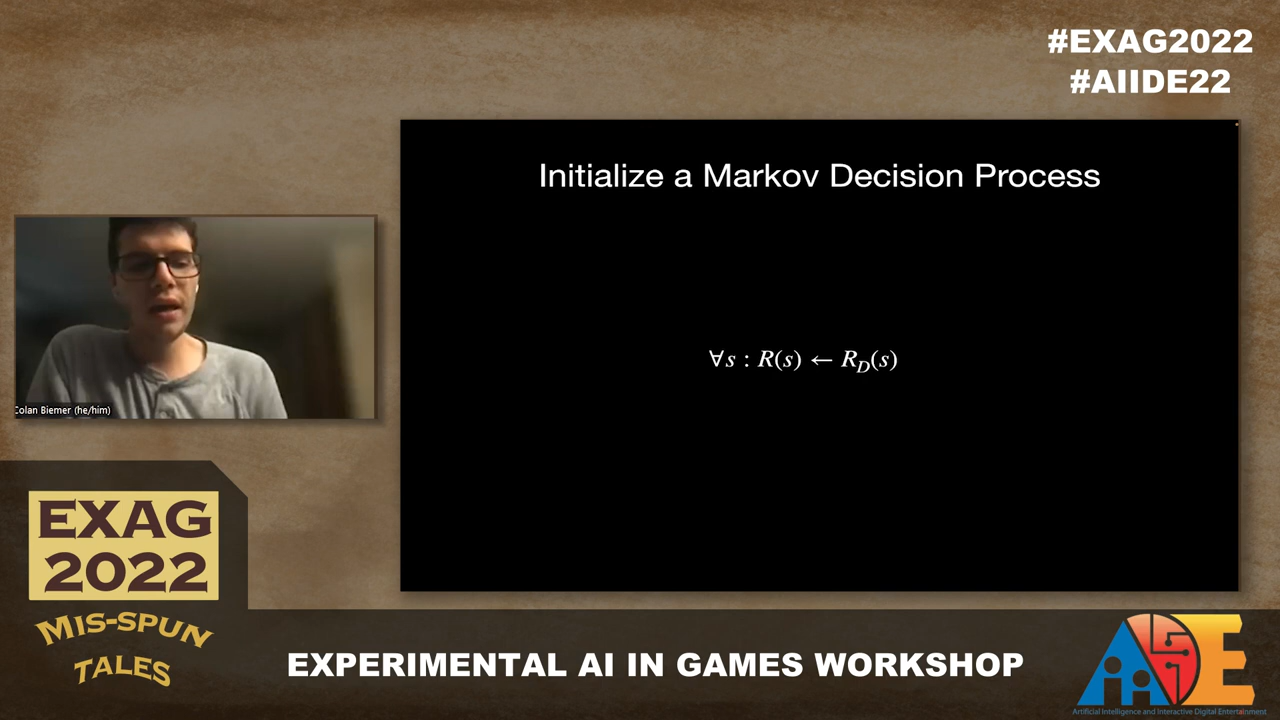 #EXAG2022
#AIIDE22
Initialize a Markov Decision Process
∀s : R(s) ← R_D(s)
Colan Biemer (he/him)
EXAG
2022
MIS-SPUN
TALES
EXPERIMENTAL AI IN GAMES WORKSHOP
AIIDE
Artificial Intelligence and Interactive Digital Entertainment